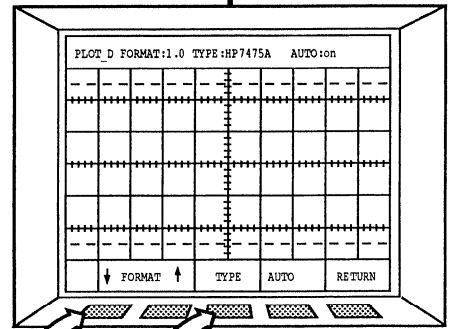 PLOT_D FORMAT:1.0 TYPE:HP7475A AUTO:on
↓ FORMAT ↑ TYPE AUTO RETURN